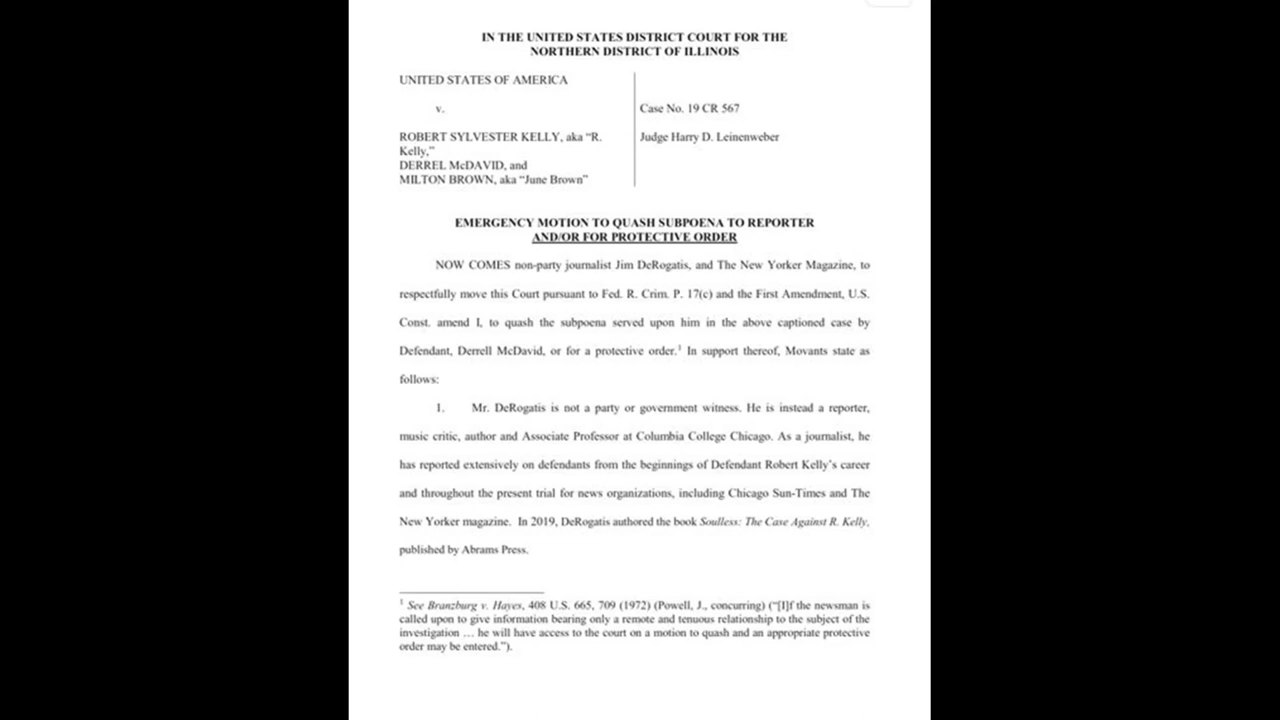 IN THE UNITED STATES DISTRICT COURT FOR THE
NORTHERN DISTRICT OF ILLINOIS
UNITED STATES OF AMERICA
v.
ROBERT SYLVESTER KELLY, aka “R.
Kelly,”
DERREL McDAVID, and
MILTON BROWN, aka “June Brown”
Case No. 19 CR 567
Judge Harry D. Leinenweber
EMERGENCY MOTION TO QUASH SUBPOENA TO REPORTER
AND/OR FOR PROTECTIVE ORDER
NOW COMES non-party journalist Jim DeRogatis, and The New Yorker Magazine, to
respectfully move this Court pursuant to Fed. R. Crim. P. 17(c) and the First Amendment, U.S.
Const. amend I, to quash the subpoena served upon him in the above captioned case by
Defendant, Derrell McDavid, or for a protective order.1 In support thereof, Movants state as
follows:
1. Mr. DeRogatis is not a party or government witness. He is instead a reporter,
music critic, author and Associate Professor at Columbia College Chicago. As a journalist, he
has reported extensively on defendants from the beginnings of Defendant Robert Kelly’s career
and throughout the present trial for news organizations, including Chicago Sun-Times and The
New Yorker magazine. In 2019, DeRogatis authored the book Soulless: The Case Against R. Kelly,
published by Abrams Press.
1 See Branzburg v. Hayes, 408 U.S. 665, 709 (1972) (Powell, J., concurring) (“[I]f the newsman is
called upon to give information bearing only a remote and tenuous relationship to the subject of the
investigation … he will have access to the court on a motion to quash and an appropriate protective
order may be entered.”).